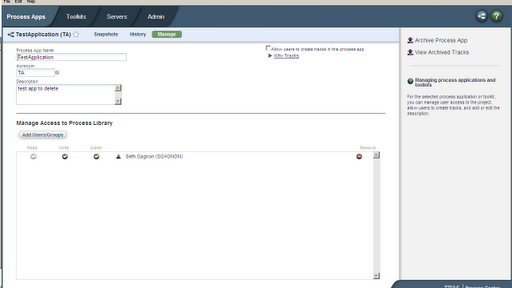 File Edit Help
Process Apps Toolkits Servers Admin
TestApplication (TA) Snapshots History Manage
Process App Name
TestApplication
Acronym
TA
Description
test app to delete
Allow users to create tracks in this process app
Why Tracks
Manage Access to Process Library
Add Users/Groups
Read Write Admin Remove
Seth Gagnon (SGAGNON)
Archive Process App
View Archived Tracks
Managing process applications and
toolkits
For the selected process application or toolkit,
you can manage user access to the project,
allow users to create tracks, and add or edit the
description.
IBM Process Center